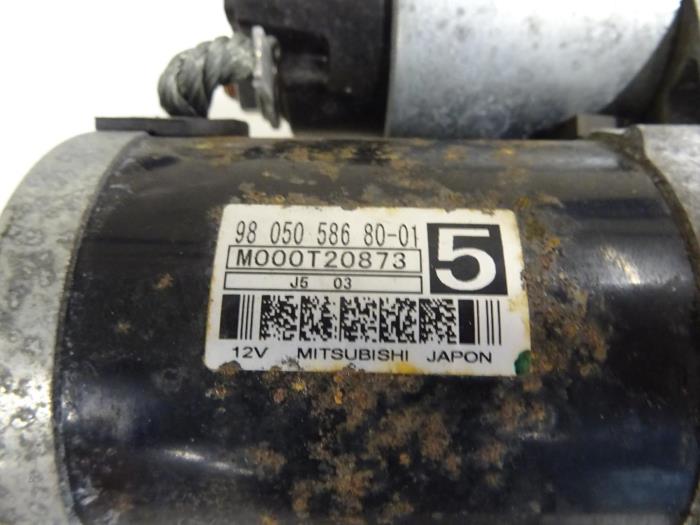 98 050 586 80-01
M000T20873
5
J5 03
12V MITSUBISHI JAPON